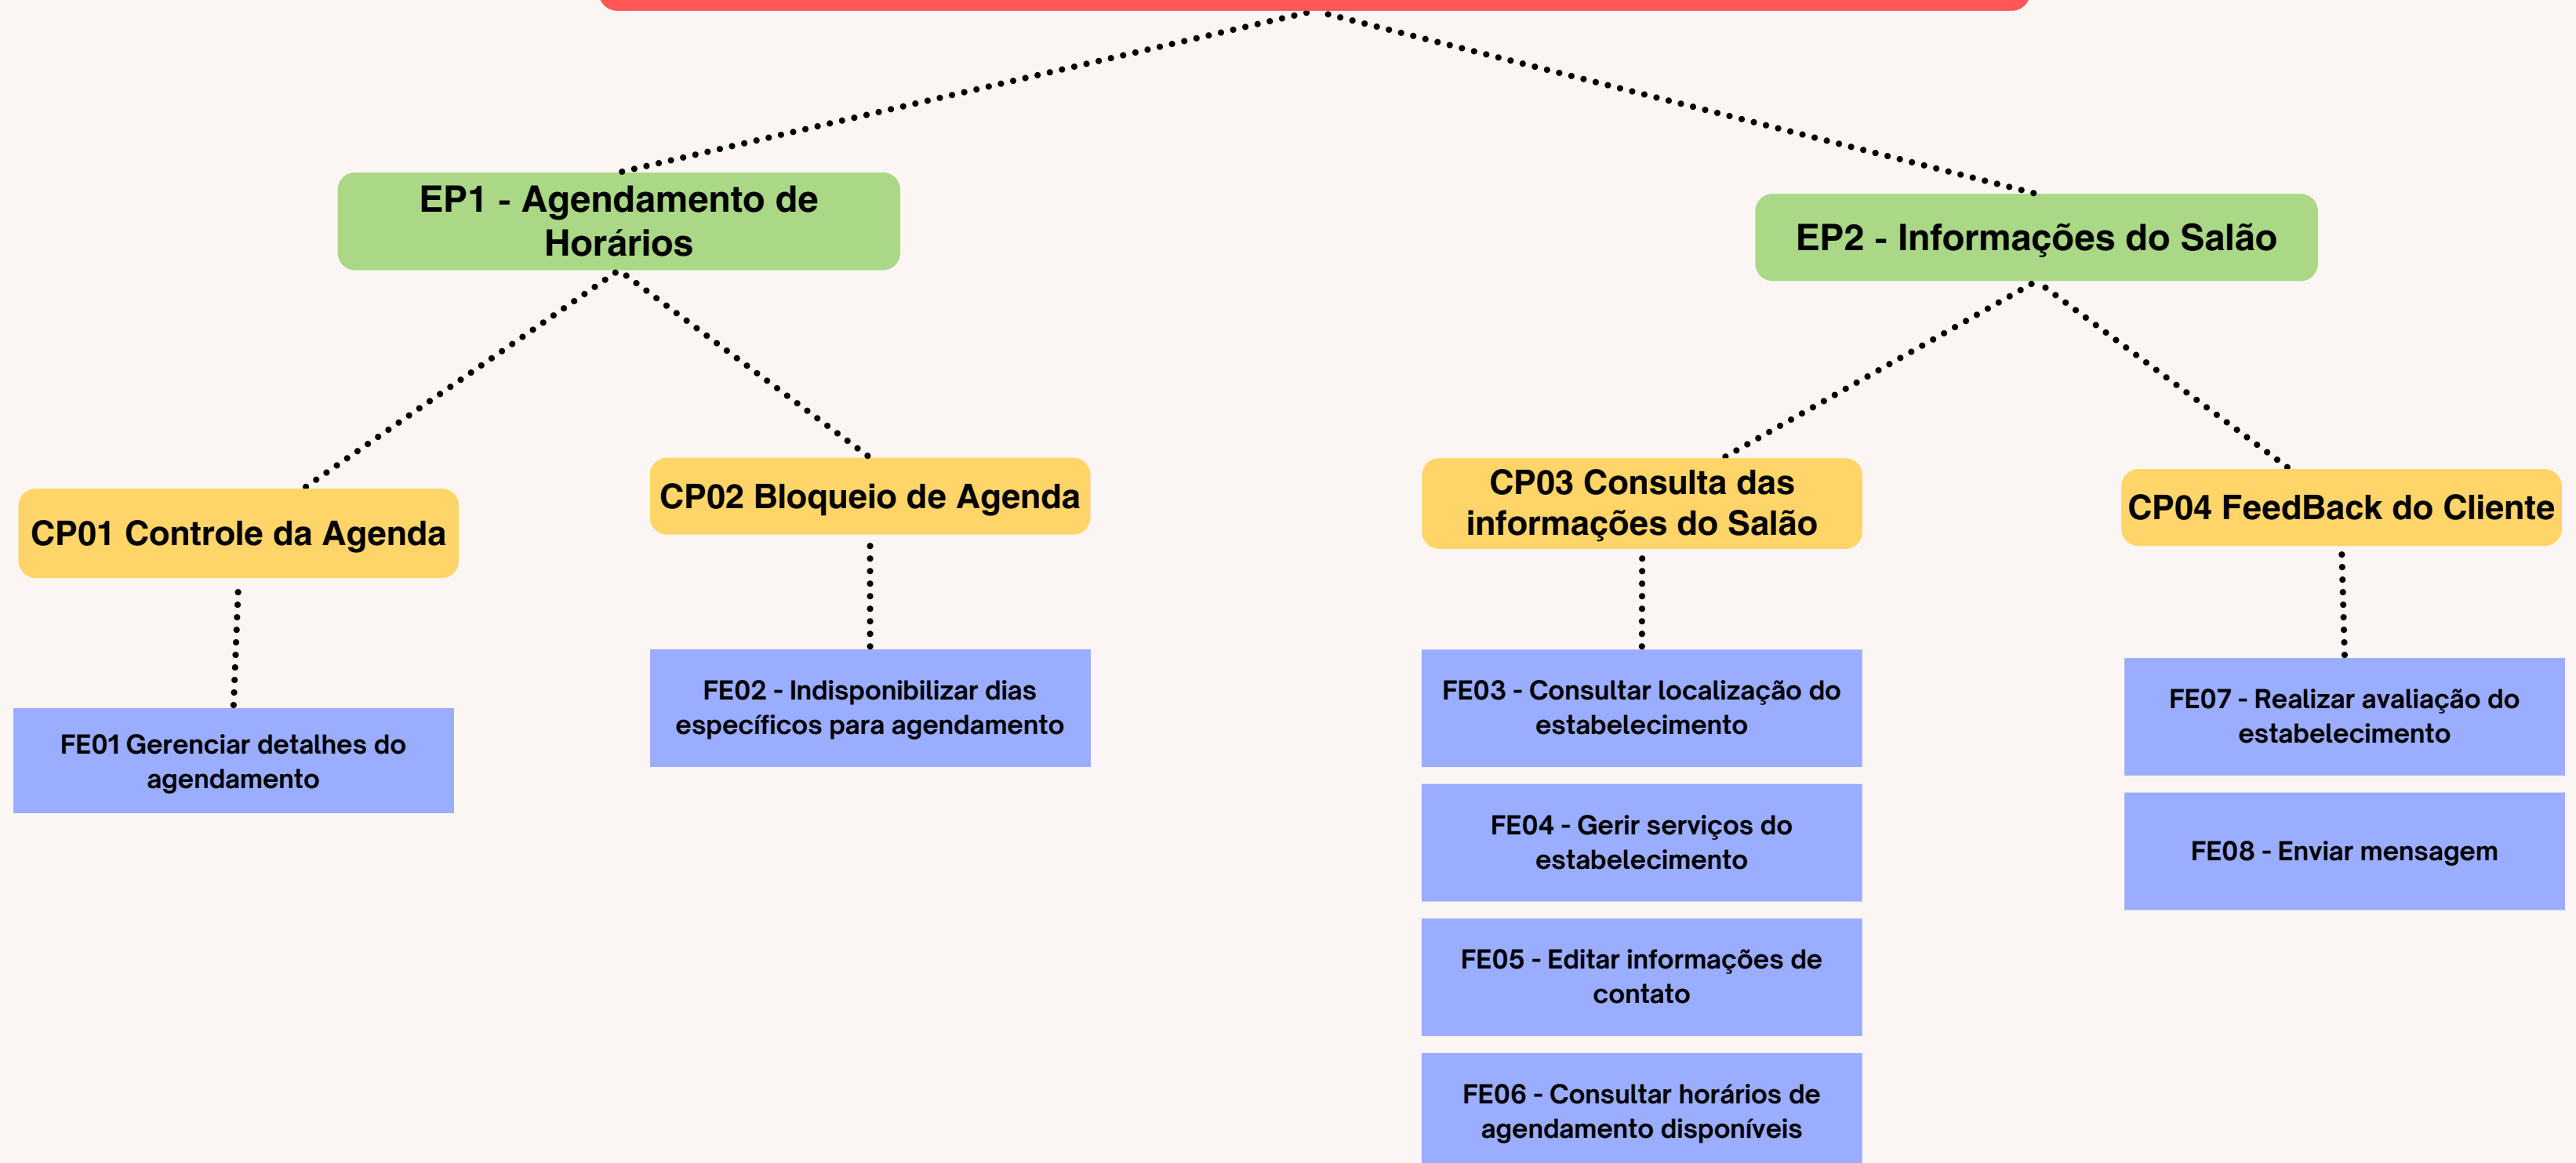 EP1 - Agendamento de
Horários
EP2 - Informações do Salão
CP01 Controle da Agenda
CP02 Bloqueio de Agenda
CP03 Consulta das
informações do Salão
CP04 FeedBack do Cliente
FE01 Gerenciar detalhes do
agendamento
FE02 - Indisponibilizar dias
específicos para agendamento
FE03 - Consultar localização do
estabelecimento
FE04 - Gerir serviços do
estabelecimento
FE05 - Editar informações de
contato
FE06 - Consultar horários de
agendamento disponíveis
FE07 - Realizar avaliação do
estabelecimento
FE08 - Enviar mensagem